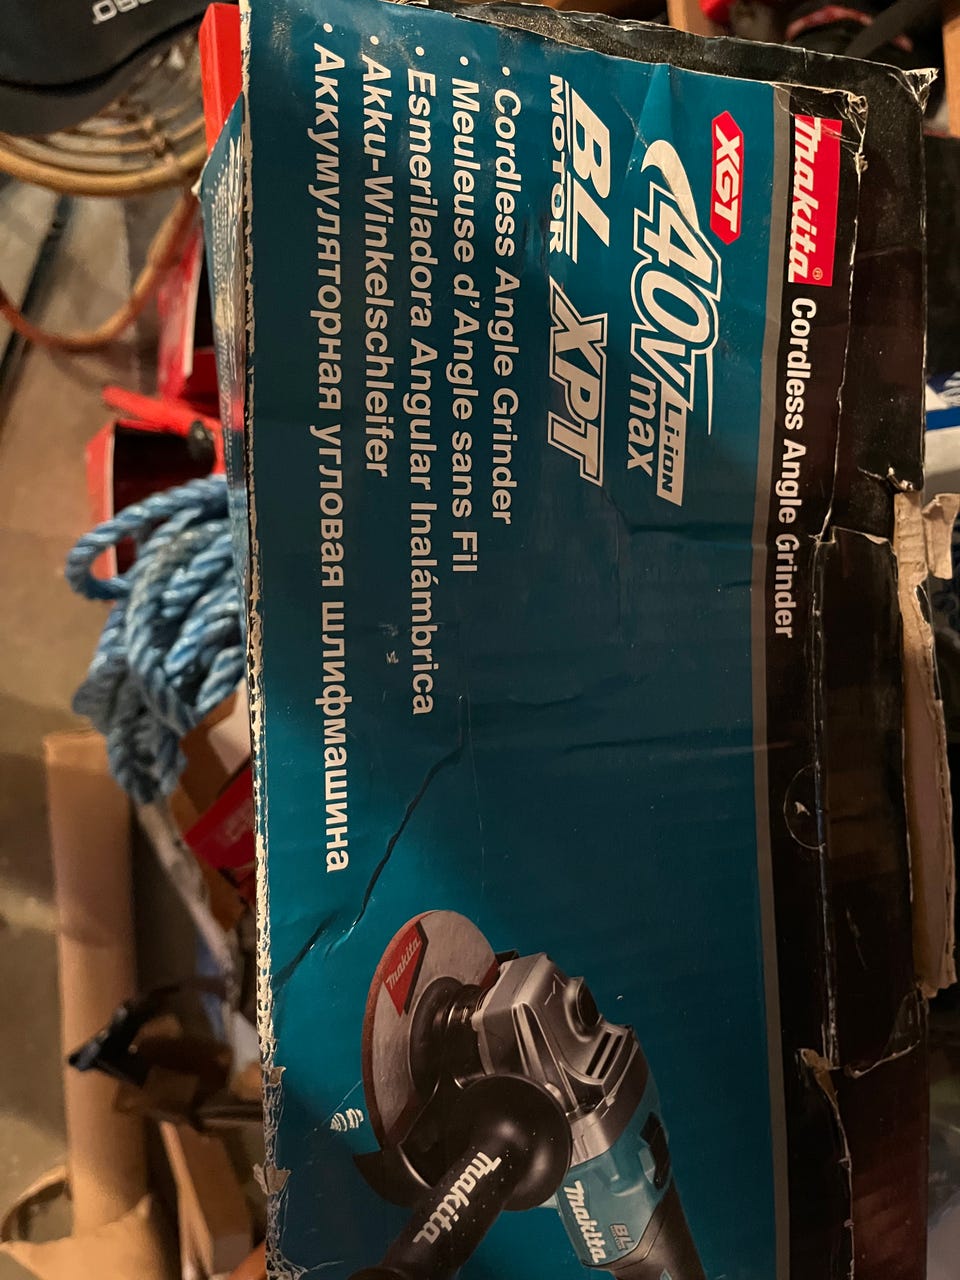 makita® Cordless Angle Grinder
XGT
40V Li-ion
max
BL XPT
MOTOR
• Cordless Angle Grinder
• Meuleuse d'Angle sans Fil
• Esmeriladora Angular Inalámbrica
• Akku-Winkelschleifer
• Аккумуляторная угловая шлифмашина
makita
makita
makita
BL